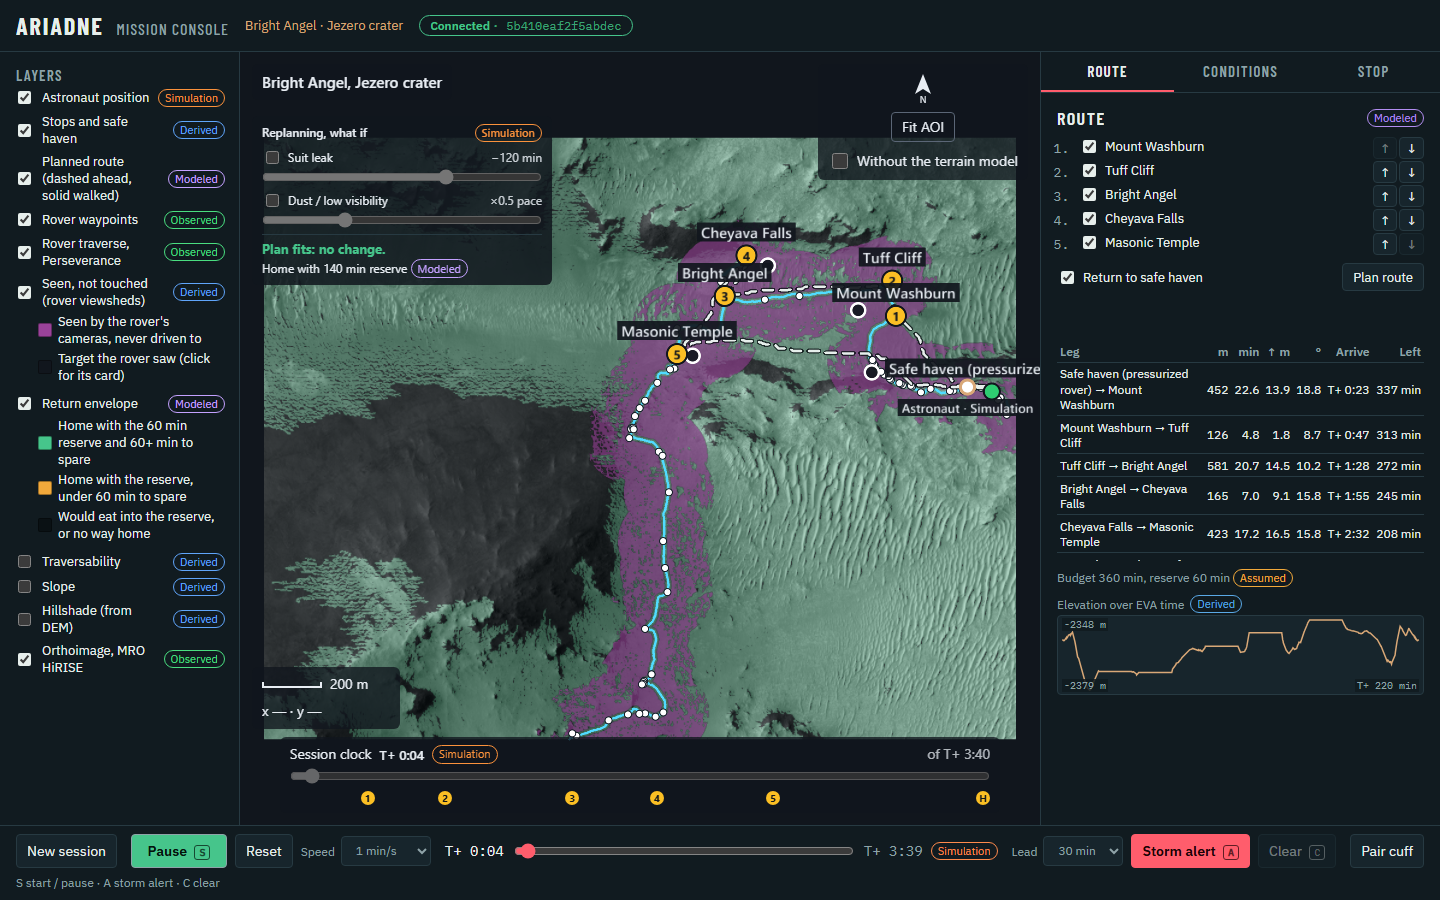 ARIADNE MISSION CONSOLE Bright Angel · Jezero crater Connected · 5b410eaf2f5abdec
LAYERS
Astronaut position Simulation
Stops and safe haven Derived
Planned route (dashed ahead, solid walked) Modeled
Rover waypoints Observed
Rover traverse, Perseverance Observed
Seen, not touched (rover viewsheds) Derived
Seen by the rover's cameras, never driven to
Target the rover saw (click for its card)
Return envelope Modeled
Home with the 60 min reserve and 60+ min to spare
Home with the reserve, under 60 min to spare
Would eat into the reserve, or no way home
Traversability Derived
Slope Derived
Hillshade (from DEM) Derived
Orthoimage, MRO HiRISE Observed
Bright Angel, Jezero crater
N
Fit AOI
Without the terrain model
Replanning, what if Simulation
Suit leak −120 min
Dust / low visibility ×0.5 pace
Plan fits: no change.
Home with 140 min reserve Modeled
Cheyava Falls
4
Tuff Cliff
2
Bright Angel
3
Mount Washburn
1
Masonic Temple
5
Safe haven (pressurize
Astronaut · Simulation
200 m
x — · y —
Session clock T+ 0:04 Simulation of T+ 3:40
1 2 3 4 5 H
ROUTE CONDITIONS STOP
ROUTE Modeled
1. Mount Washburn ↑ ↓
2. Tuff Cliff ↑ ↓
3. Bright Angel ↑ ↓
4. Cheyava Falls ↑ ↓
5. Masonic Temple ↑ ↓
Return to safe haven Plan route
Leg m min ↑ m ° Arrive Left
Safe haven (pressurized rover) → Mount Washburn 452 22.6 13.9 18.8 T+ 0:23 337 min
Mount Washburn → Tuff Cliff 126 4.8 1.8 8.7 T+ 0:47 313 min
Tuff Cliff → Bright Angel 581 20.7 14.5 10.2 T+ 1:28 272 min
Bright Angel → Cheyava Falls 165 7.0 9.1 15.8 T+ 1:55 245 min
Cheyava Falls → Masonic Temple 423 17.2 16.5 15.8 T+ 2:32 208 min
Budget 360 min, reserve 60 min Assumed
Elevation over EVA time Derived
-2348 m
-2379 m T+ 220 min
New session Pause S Reset Speed 1 min/s T+ 0:04 T+ 3:39 Simulation Lead 30 min Storm alert A Clear C Pair cuff
S start / pause · A storm alert · C clear